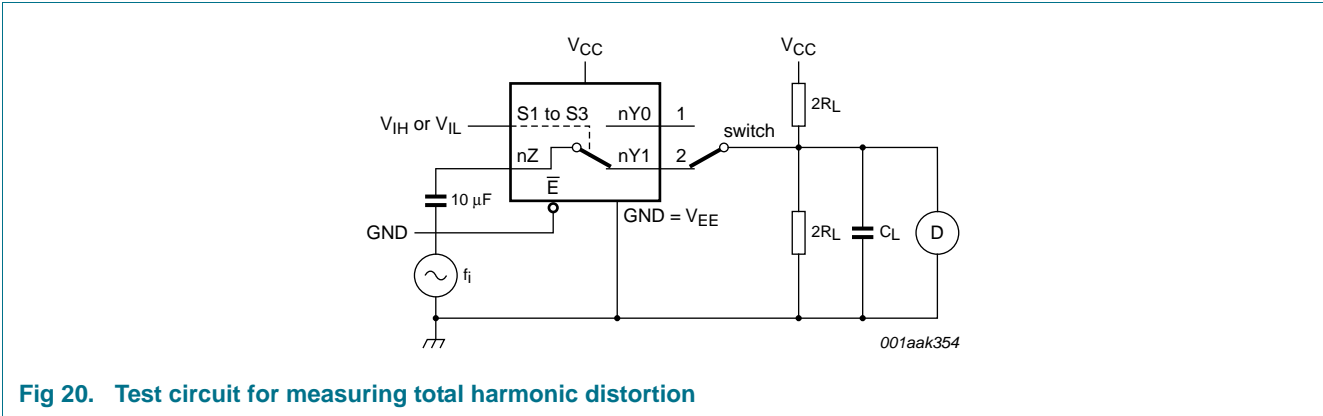 VCC
VCC
S1 to S3
nY0
1
2RL
VIH or VIL
switch
nZ
nY1
2
E̅
10 μF
GND = VEE
GND
2RL
CL
D
fi
001aak354
Fig 20. Test circuit for measuring total harmonic distortion